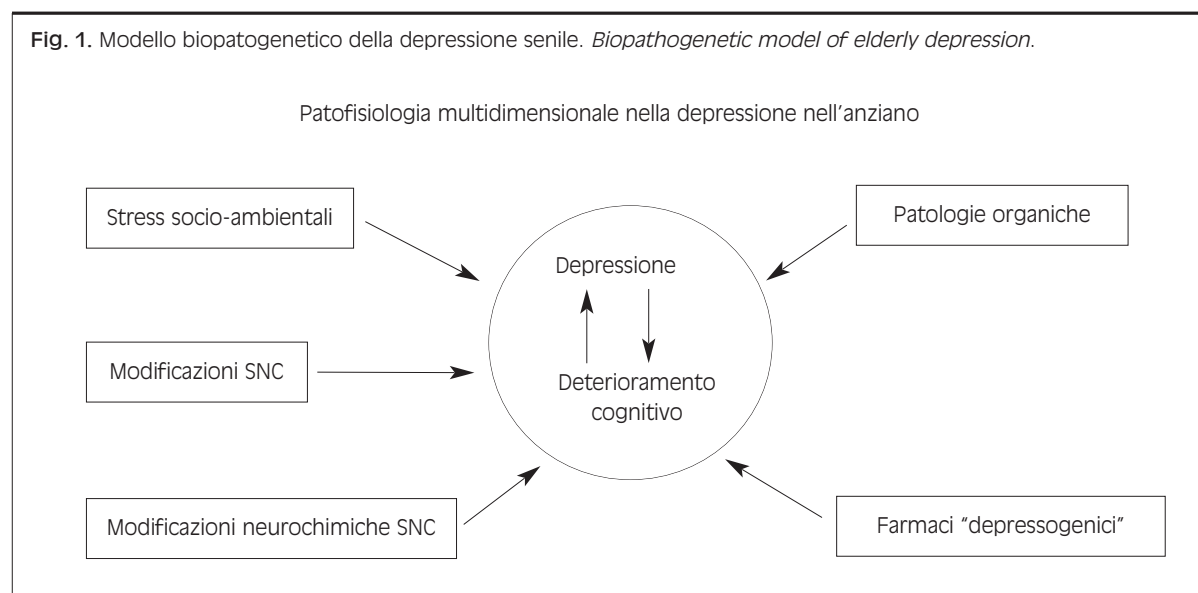 Fig. 1. Modello biopatogenetico della depressione senile. Biopathogenetic model of elderly depression.
Patofisiologia multidimensionale nella depressione nell'anziano
Stress socio-ambientali
Patologie organiche
Depressione
Modificazioni SNC
Deterioramento
cognitivo
Modificazioni neurochimiche SNC
Farmaci “depressogenici”